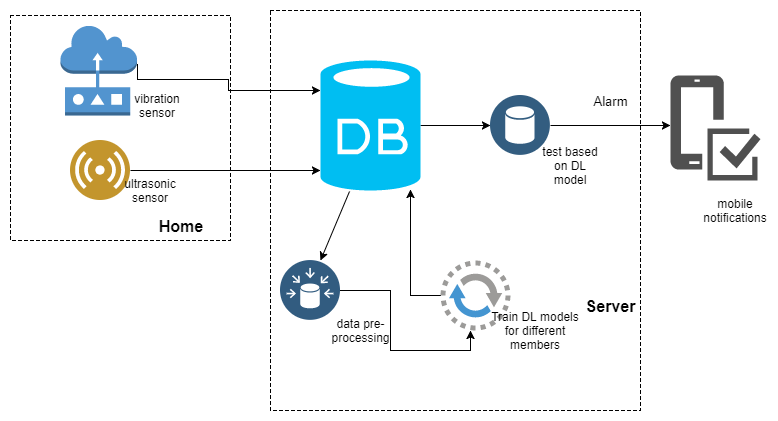 vibration
sensor
ultrasonic
sensor
Home
DB
test based
on DL
model
Alarm
mobile
notifications
data pre-
processing
Train DL models
for different
members
Server